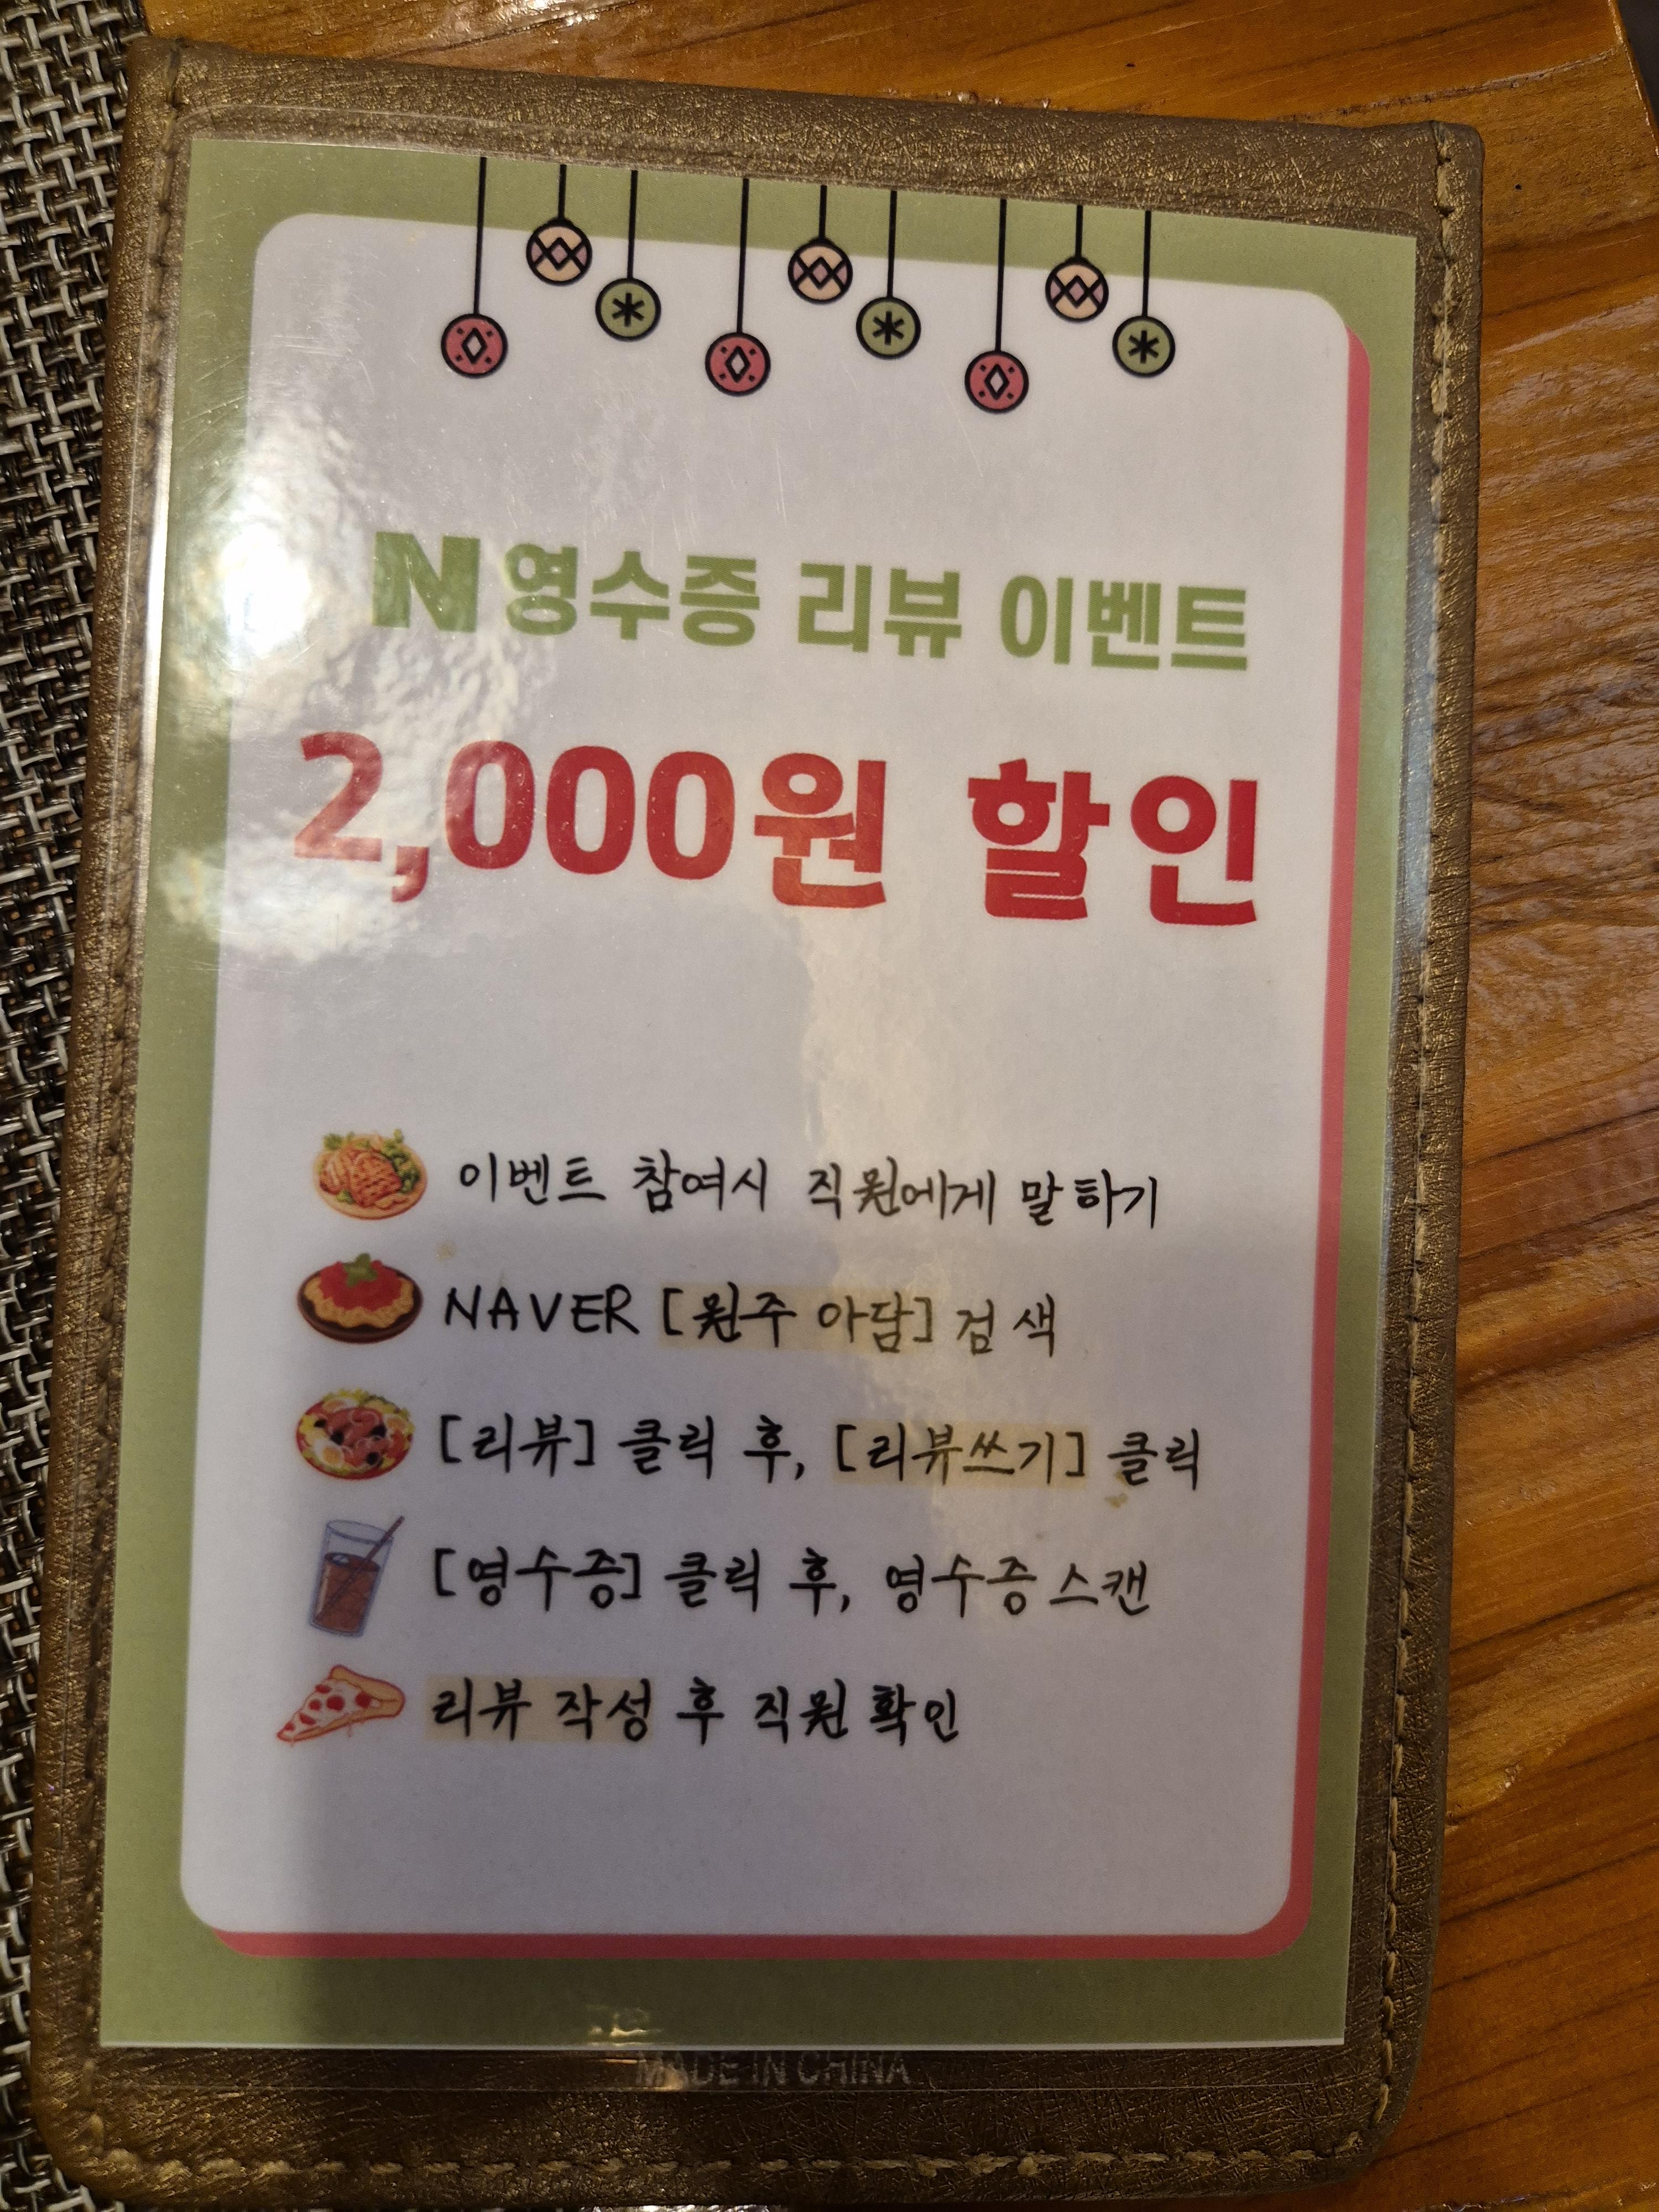 N영수증 리뷰 이벤트
2,000원 할인
이벤트 참여시 직원에게 말하기
NAVER [원주 아담] 검색
[리뷰] 클릭 후, [리뷰쓰기] 클릭
[영수증] 클릭 후, 영수증 스캔
리뷰 작성 후 직원 확인
MADE IN CHINA